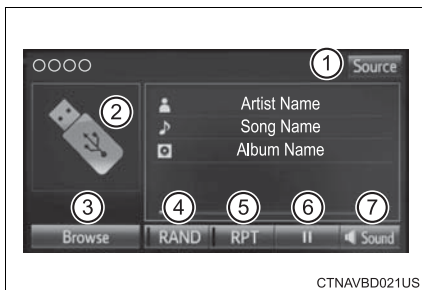 ○○○○ 1 Source
2
Artist Name
Song Name
Album Name
3 4 5 6 7
Browse RAND RPT II Sound
CTNAVBD021US